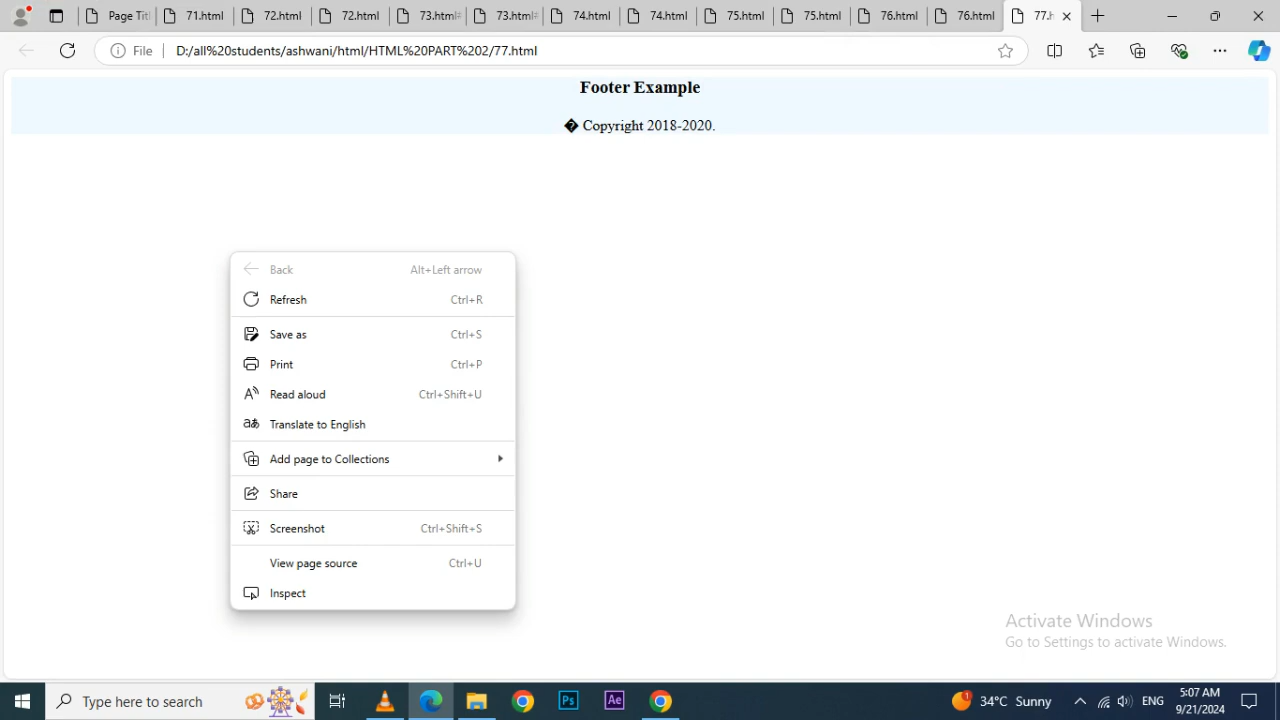 Page Titl 71.html 72.html 72.html 73.html 73.html 74.html 74.html 75.html 75.html 76.html 76.html 77.h
File D:/all%20students/ashwani/html/HTML%20PART%202/77.html
Footer Example
� Copyright 2018-2020.
Back Alt+Left arrow
Refresh Ctrl+R
Save as Ctrl+S
Print Ctrl+P
Read aloud Ctrl+Shift+U
Translate to English
Add page to Collections
Share
Screenshot Ctrl+Shift+S
View page source Ctrl+U
Inspect
Activate Windows
Go to Settings to activate Windows.
Type here to search Ps Ae 1 34°C Sunny ENG 5:07 AM
9/21/2024